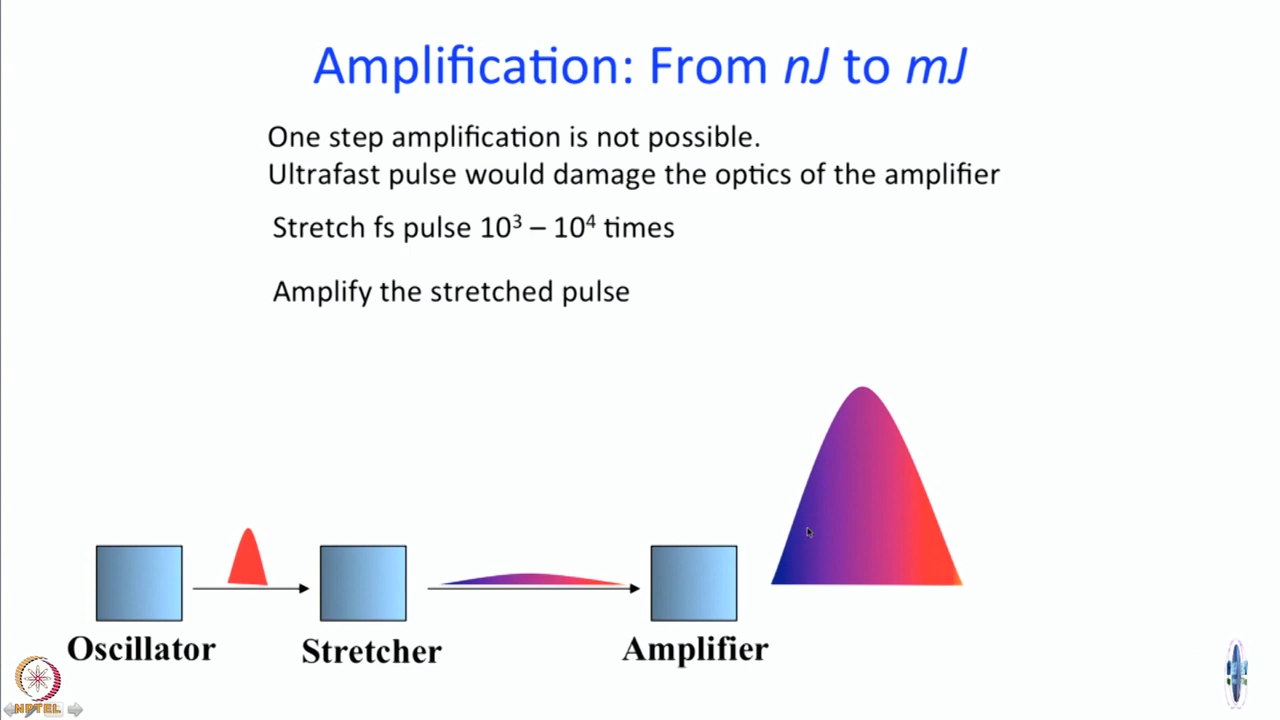 Amplification: From nJ to mJ
One step amplification is not possible.
Ultrafast pulse would damage the optics of the amplifier
Stretch fs pulse 10³ – 10⁴ times
Amplify the stretched pulse
Oscillator
Stretcher
Amplifier
NPTEL